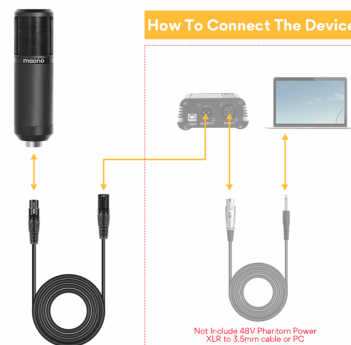 How To Connect The Device
maono
Not Include 48V Phantom Power
XLR to 3,5mm cable or PC